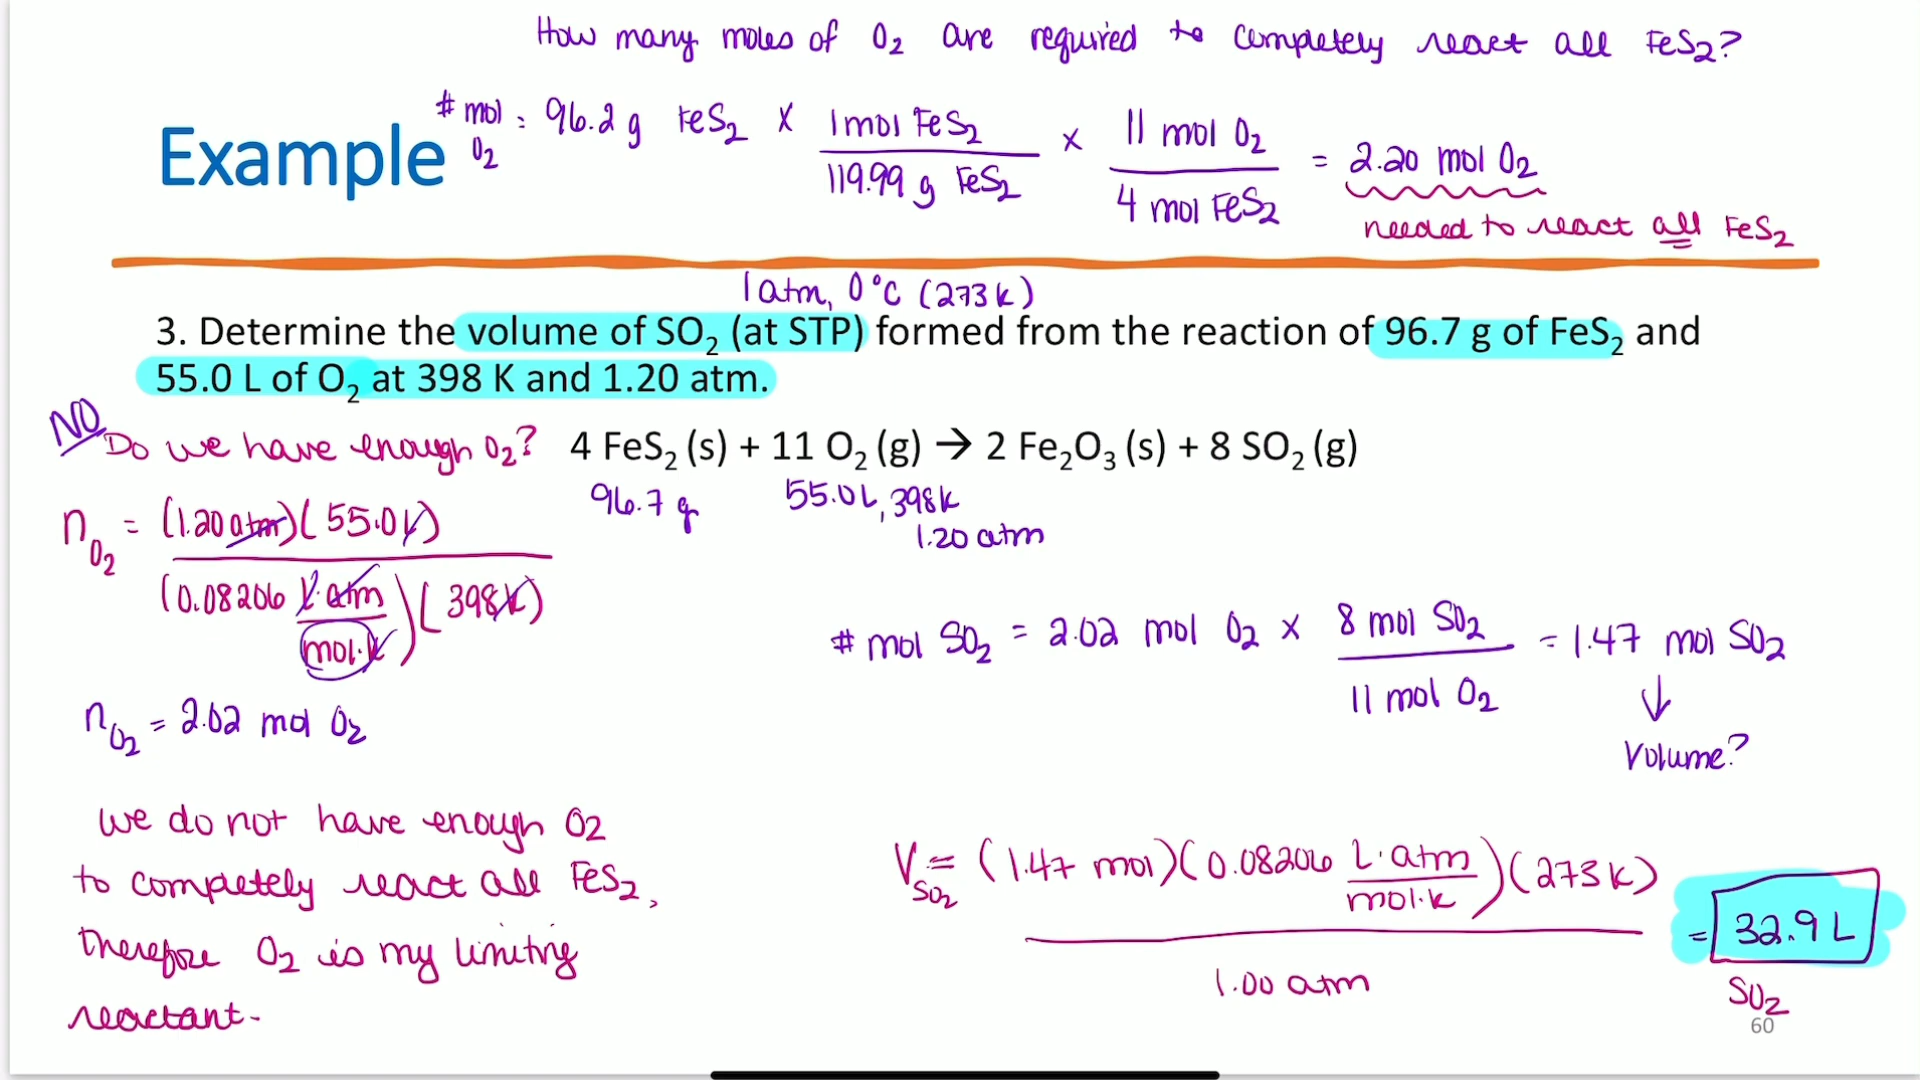 How many moles of O₂ are required to completely react all FeS₂?
# mol O₂ = 96.2 g FeS₂ x 1 mol FeS₂ / 119.99 g FeS₂ x 11 mol O₂ / 4 mol FeS₂ = 2.20 mol O₂
needed to react all FeS₂
Example
1 atm, 0°C (273 K)
3. Determine the volume of SO₂ (at STP) formed from the reaction of 96.7 g of FeS₂ and
55.0 L of O₂ at 398 K and 1.20 atm.
NO
Do we have enough O₂?
4 FeS₂ (s) + 11 O₂ (g) → 2 Fe₂O₃ (s) + 8 SO₂ (g)
96.7 g
55.0 L, 398 K
1.20 atm
n O₂ = (1.20 atm)(55.0 L) / (0.08206 L·atm / mol·K)(398 K)
n O₂ = 2.02 mol O₂
# mol SO₂ = 2.02 mol O₂ x 8 mol SO₂ / 11 mol O₂ = 1.47 mol SO₂
↓
Volume?
we do not have enough O₂
to completely react all FeS₂,
therefore O₂ is my limiting
reactant.
V SO₂ = (1.47 mol)(0.08206 L·atm / mol·K)(273 K) / 1.00 atm = 32.9 L
SO₂
60